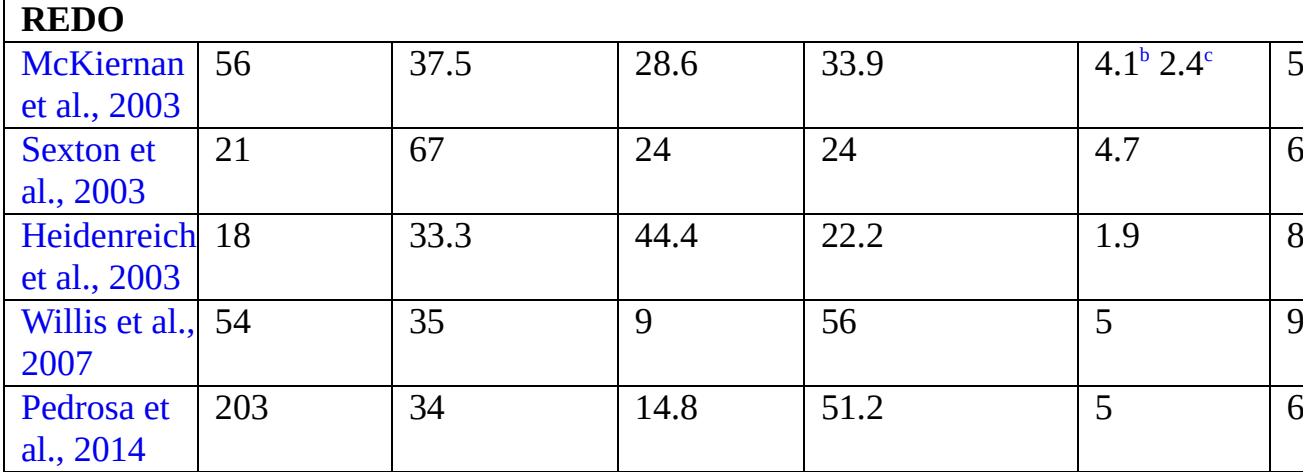 REDO
McKiernan 56 37.5 28.6 33.9 4.1b 2.4c 5
et al., 2003
Sexton et 21 67 24 24 4.7 6
al., 2003
Heidenreich 18 33.3 44.4 22.2 1.9 8
et al., 2003
Willis et al., 54 35 9 56 5 9
2007
Pedrosa et 203 34 14.8 51.2 5 6
al., 2014